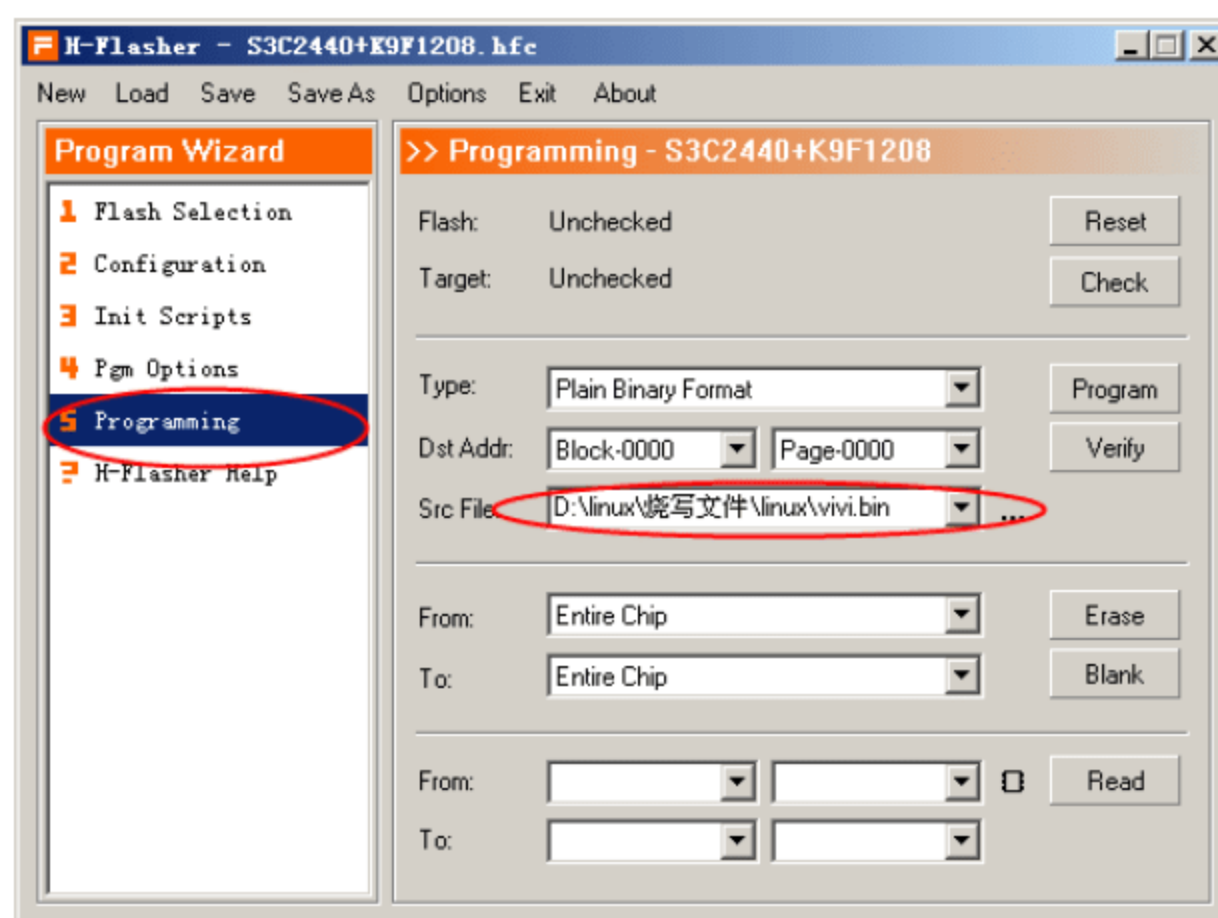 H-Flasher - S3C2440+K9F1208.hfc
New Load Save Save As Options Exit About
Program Wizard
1 Flash Selection
2 Configuration
3 Init Scripts
4 Pgm Options
5 Programming
? H-Flasher Help
>> Programming - S3C2440+K9F1208
Flash: Unchecked Reset
Target: Unchecked Check
Type: Plain Binary Format Program
Dst Addr: Block-0000 Page-0000 Verify
Src File: D:\linux\烧写文件\linux\vivi.bin ...
From: Entire Chip Erase
To: Entire Chip Blank
From: Read
To: